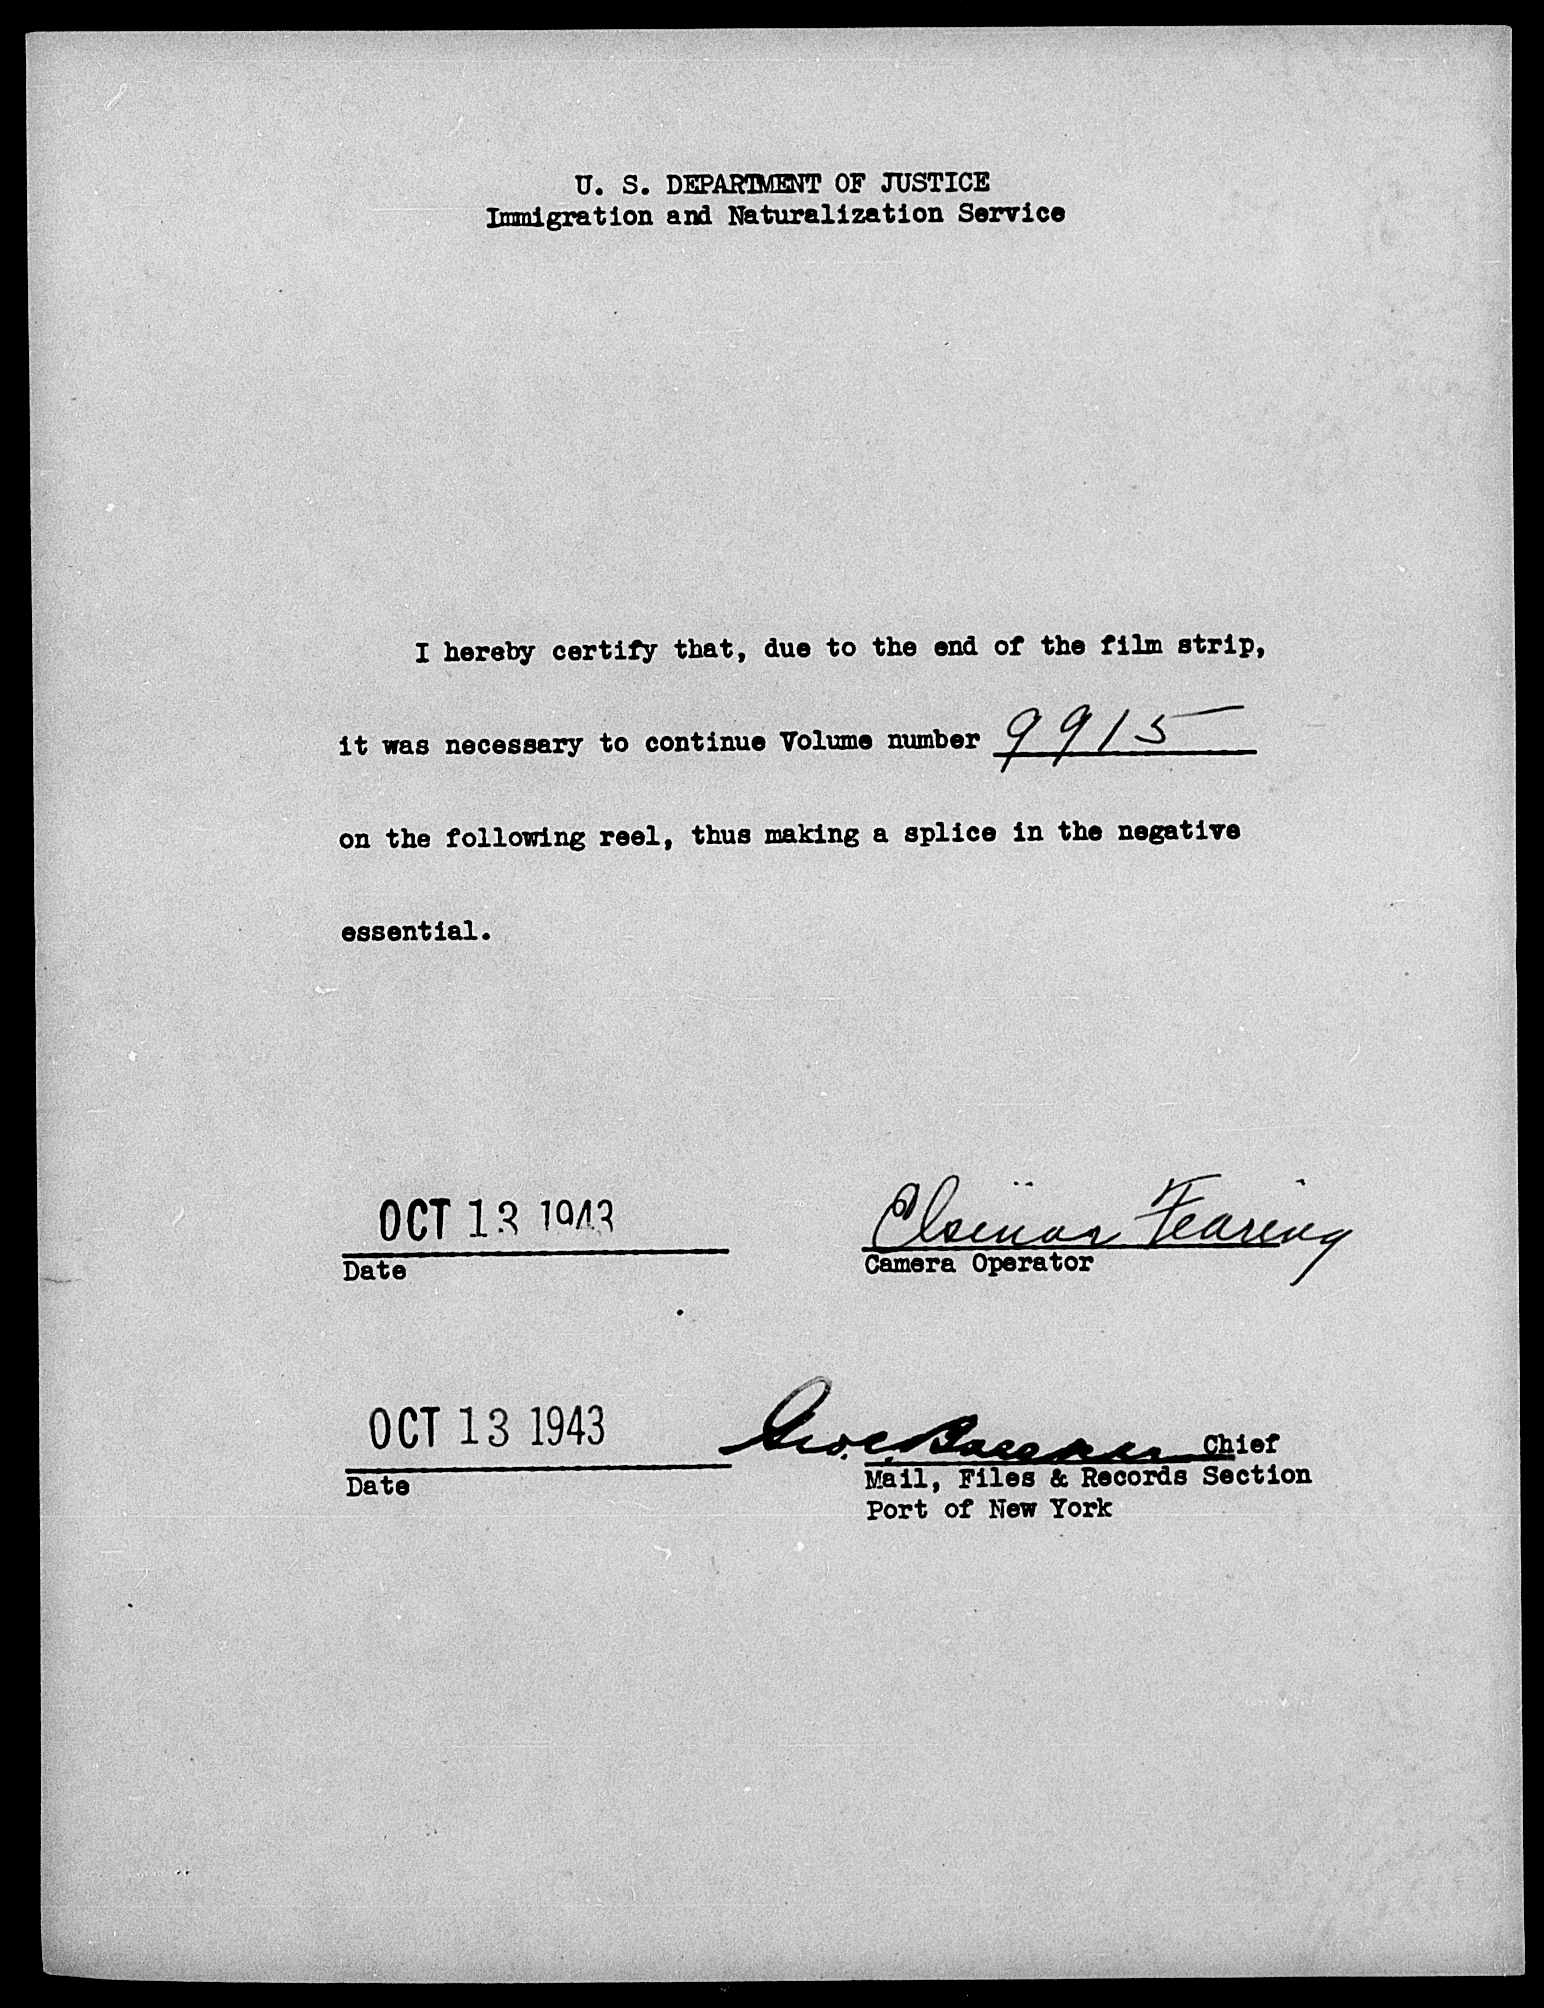 U. S. DEPARTMENT OF JUSTICE
Immigration and Naturalization Service
I hereby certify that, due to the end of the film strip,
it was necessary to continue Volume number 9915
on the following reel, thus making a splice in the negative
essential.
OCT 13 1943
Fearing
Date
Camera Operator
OCT 13 1943
Geo. C.
Chief
Date
Mail, Files & Records Section
Port of New York